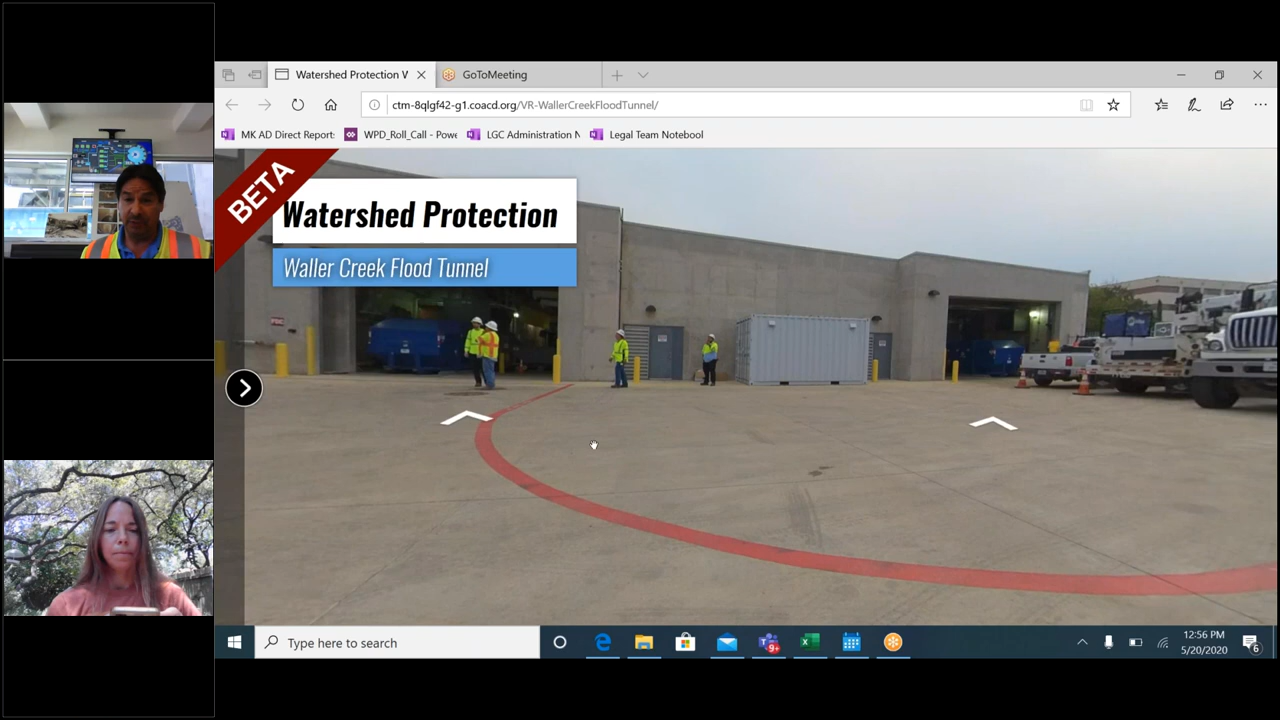 Watershed Protection W
GoToMeeting
ctm-8qlgf42-g1.coacd.org/VR-WallerCreekFloodTunnel/
MK AD Direct Report:
WPD_Roll_Call - Powe
LGC Administration N
Legal Team Notebool
BETA
Watershed Protection
Waller Creek Flood Tunnel
Type here to search
9+
12:56 PM
5/20/2020
6